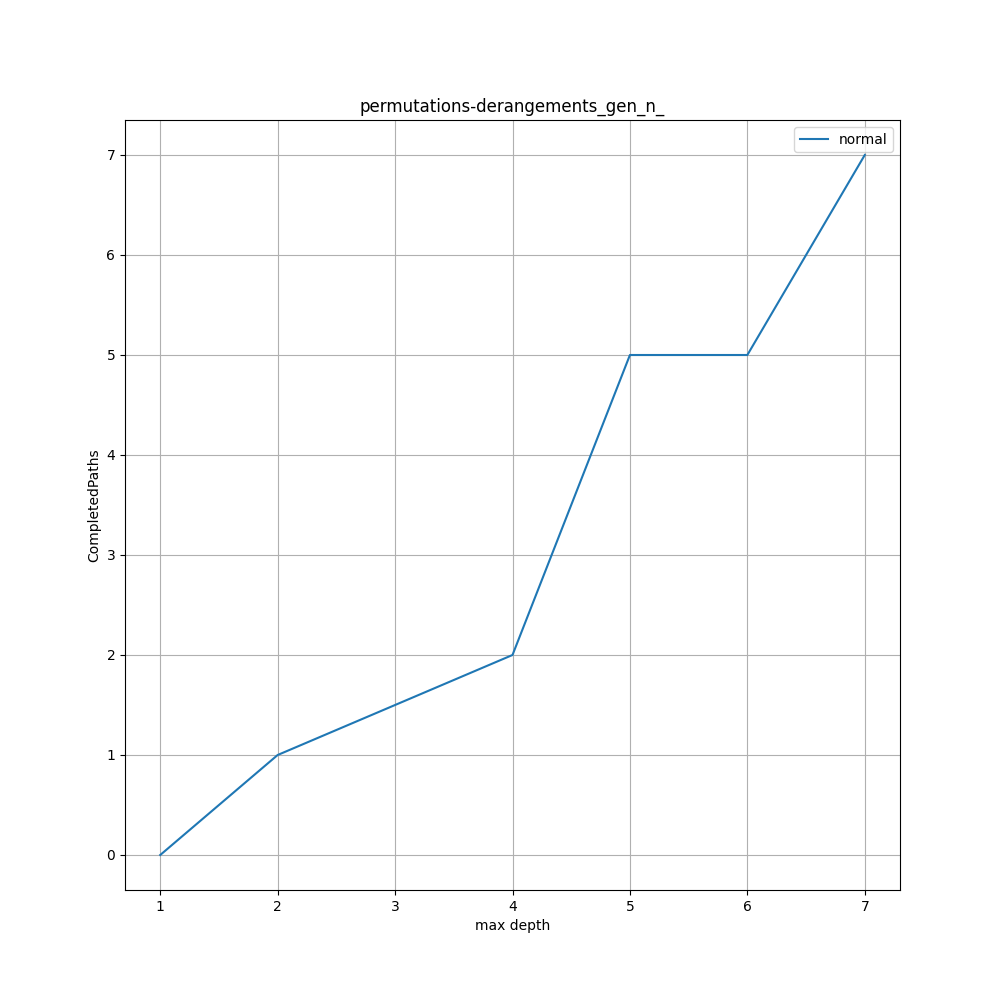 permutations-derangements_gen_n_
normal
7
6
5
4
3
2
1
0
CompletedPaths
1 2 3 4 5 6 7
max depth